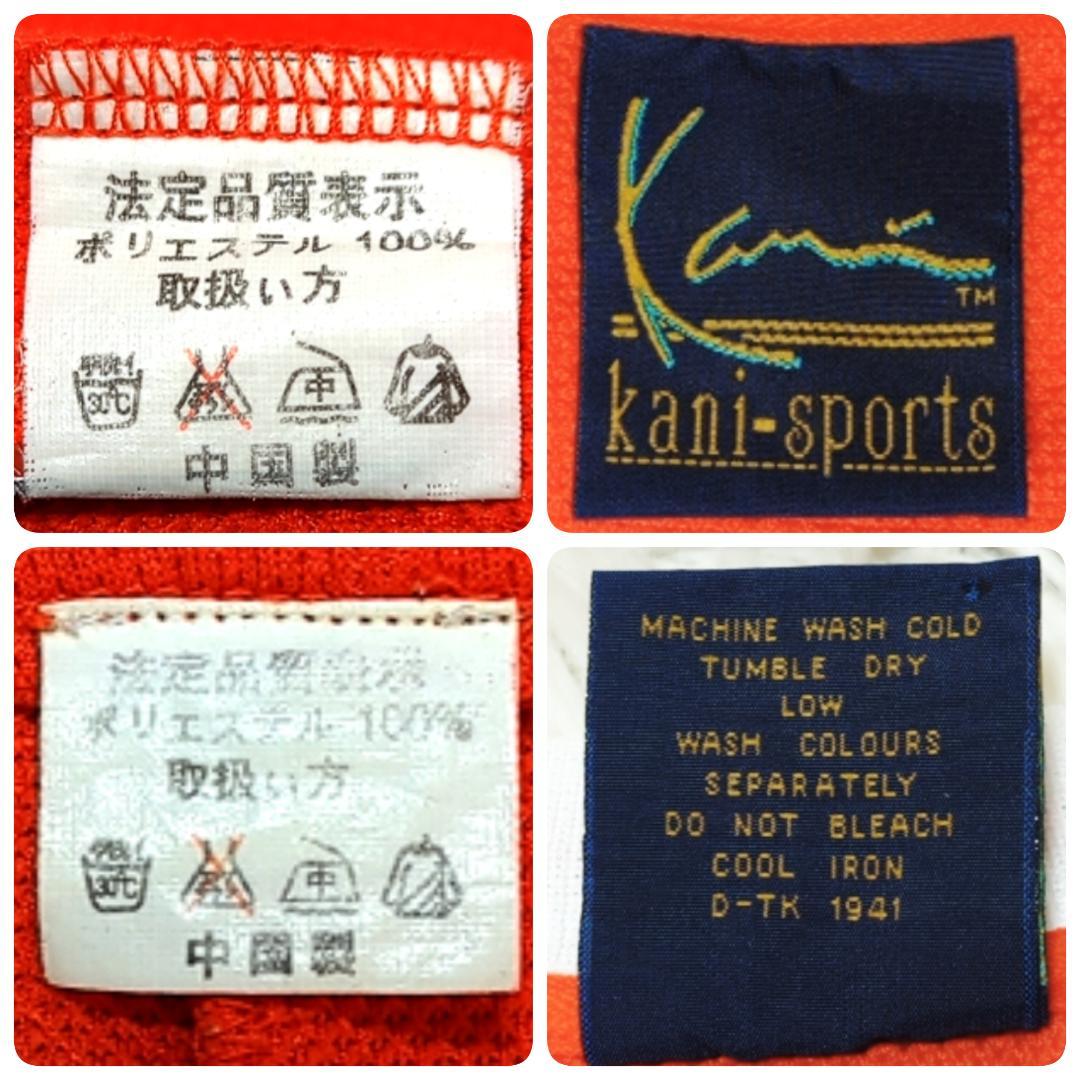 法定品質表示
ポリエステル 100%
取扱い方
30℃
中
中国製
Kani
TM
kani-sports
法定品質表示
ポリエステル 100%
取扱い方
30℃
中
中国製
MACHINE WASH COLD
TUMBLE DRY
LOW
WASH COLOURS
SEPARATELY
DO NOT BLEACH
COOL IRON
D-TK 1941